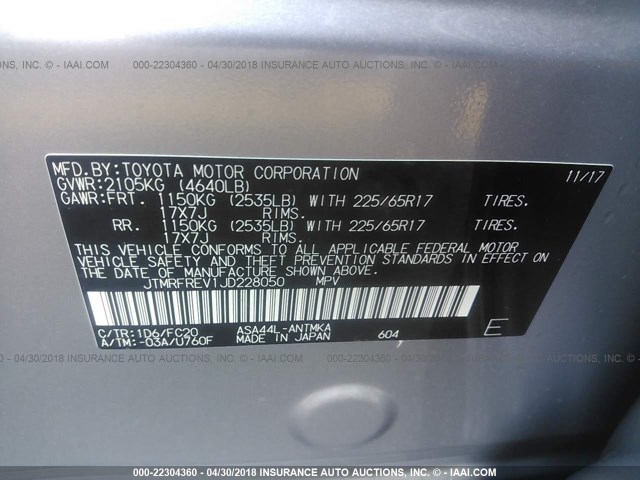 000-22304360 - 04/30/2018 INSURANCE AUTO AUCTIONS, INC. © - IAAI.COM
MFD.BY:TOYOTA MOTOR CORPORATION 11/17
GVWR:2105KG (4640LB)
GAWR:FRT. 1150KG (2535LB) WITH 225/65R17 TIRES.
17X7J RIMS.
RR. 1150KG (2535LB) WITH 225/65R17 TIRES.
17X7J RIMS.
THIS VEHICLE CONFORMS TO ALL APPLICABLE FEDERAL MOTOR
VEHICLE SAFETY AND THEFT PREVENTION STANDARDS IN EFFECT ON THE
DATE OF MANUFACTURE SHOWN ABOVE.
JTMRFREV1JD228050 MPV
C/TR:1D6/FC20 ASA44L-ANTMKA 604 E
A/TM:-03A/U760F MADE IN JAPAN
000-22304360 - 04/30/2018 INSURANCE AUTO AUCTIONS, INC. © - IAAI.COM